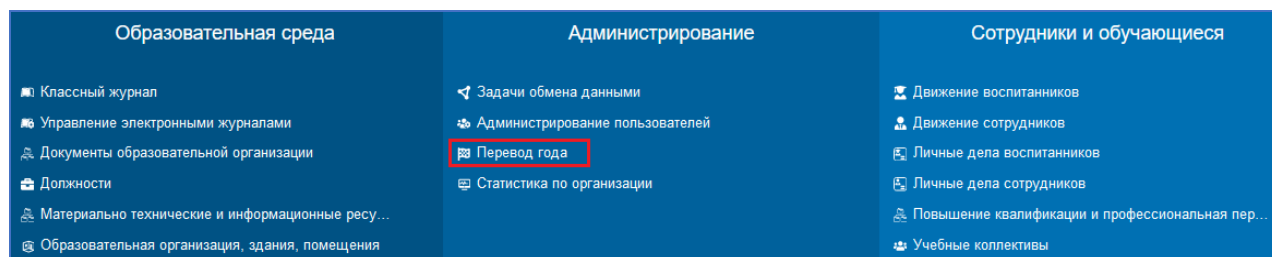 Образовательная среда
Классный журнал
Управление электронными журналами
Документы образовательной организации
Должности
Материально технические и информационные ресу...
Образовательная организация, здания, помещения
Администрирование
Задачи обмена данными
Администрирование пользователей
Перевод года
Статистика по организации
Сотрудники и обучающиеся
Движение воспитанников
Движение сотрудников
Личные дела воспитанников
Личные дела сотрудников
Повышение квалификации и профессиональная пер...
Учебные коллективы